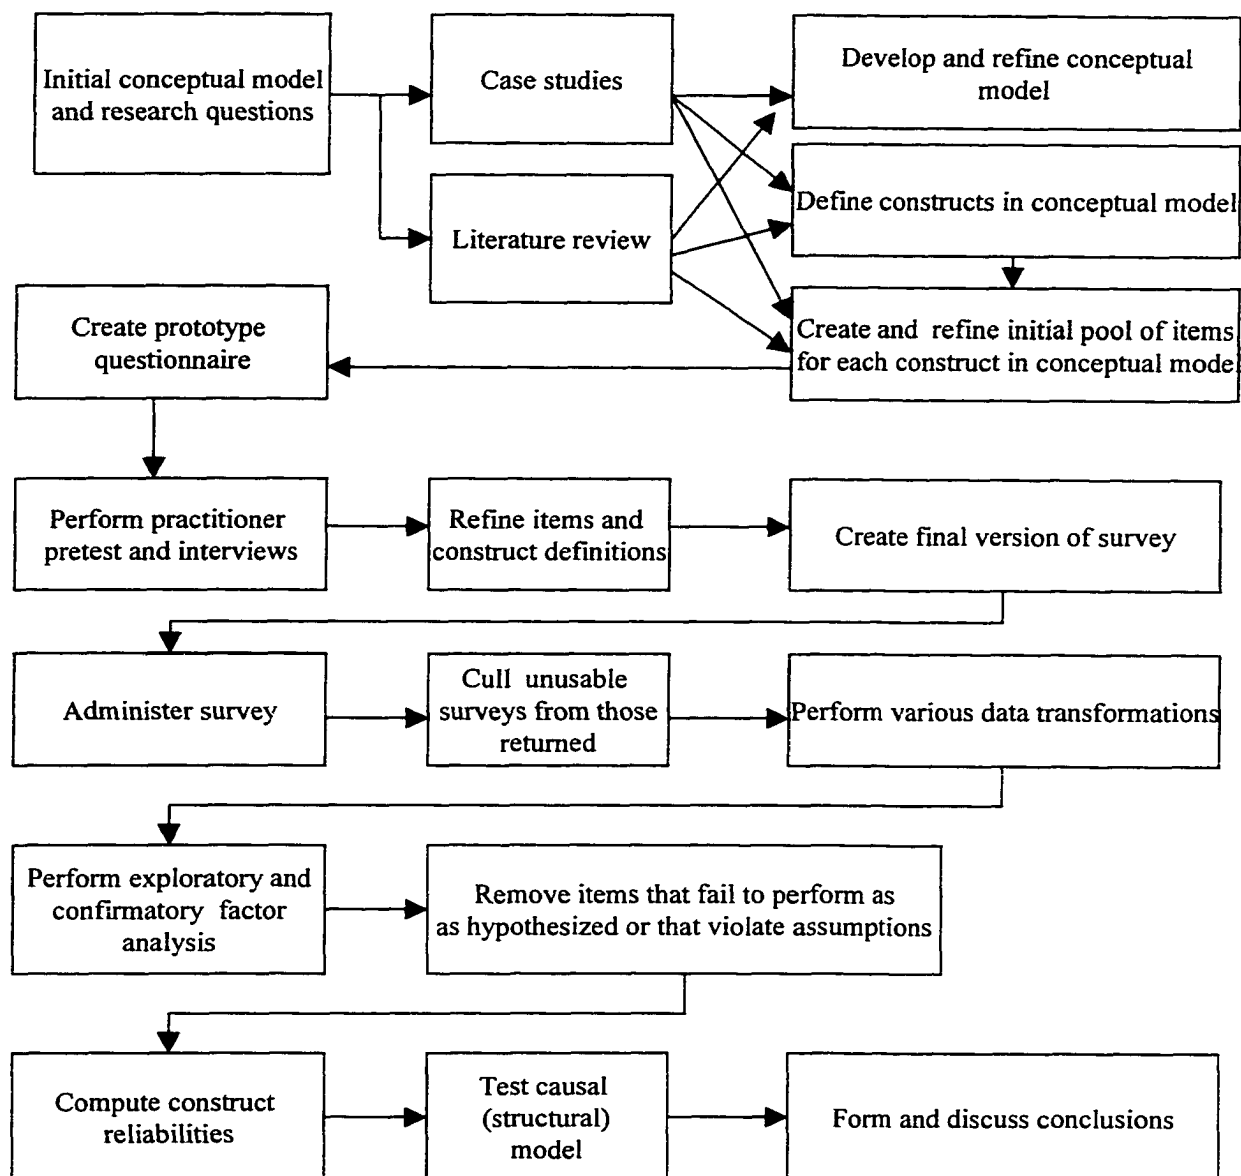 Initial conceptual model
and research questions
Case studies
Develop and refine conceptual
model
Literature review
Define constructs in conceptual model
Create and refine initial pool of items
for each construct in conceptual model
Create prototype
questionnaire
Perform practitioner
pretest and interviews
Refine items and
construct definitions
Create final version of survey
Administer survey
Cull unusable
surveys from those
returned
Perform various data transformations
Perform exploratory and
confirmatory factor
analysis
Remove items that fail to perform as
as hypothesized or that violate assumptions
Compute construct
reliabilities
Test causal
(structural)
model
Form and discuss conclusions